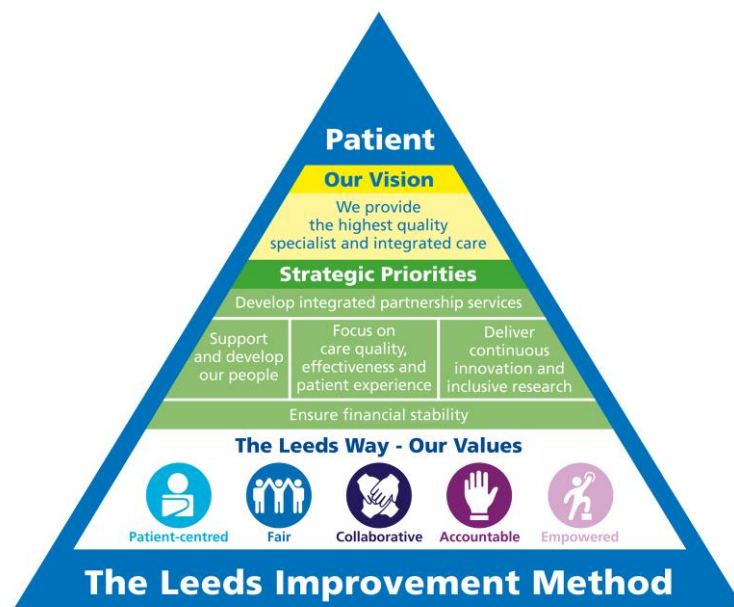 Patient
Our Vision
We provide
the highest quality
specialist and integrated care
Strategic Priorities
Develop integrated partnership services
Support
and develop
our people
Focus on
care quality,
effectiveness and
patient experience
Deliver
continuous
innovation and
inclusive research
Ensure financial stability
The Leeds Way - Our Values
Patient-centred
Fair
Collaborative
Accountable
Empowered
The Leeds Improvement Method